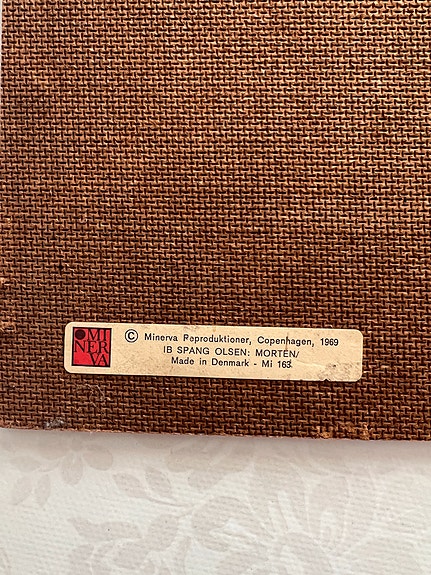 MI
NER
VA
© Minerva Reproduktioner, Copenhagen, 1969
IB SPANG OLSEN: MORTEN/
Made in Denmark - Mi 163